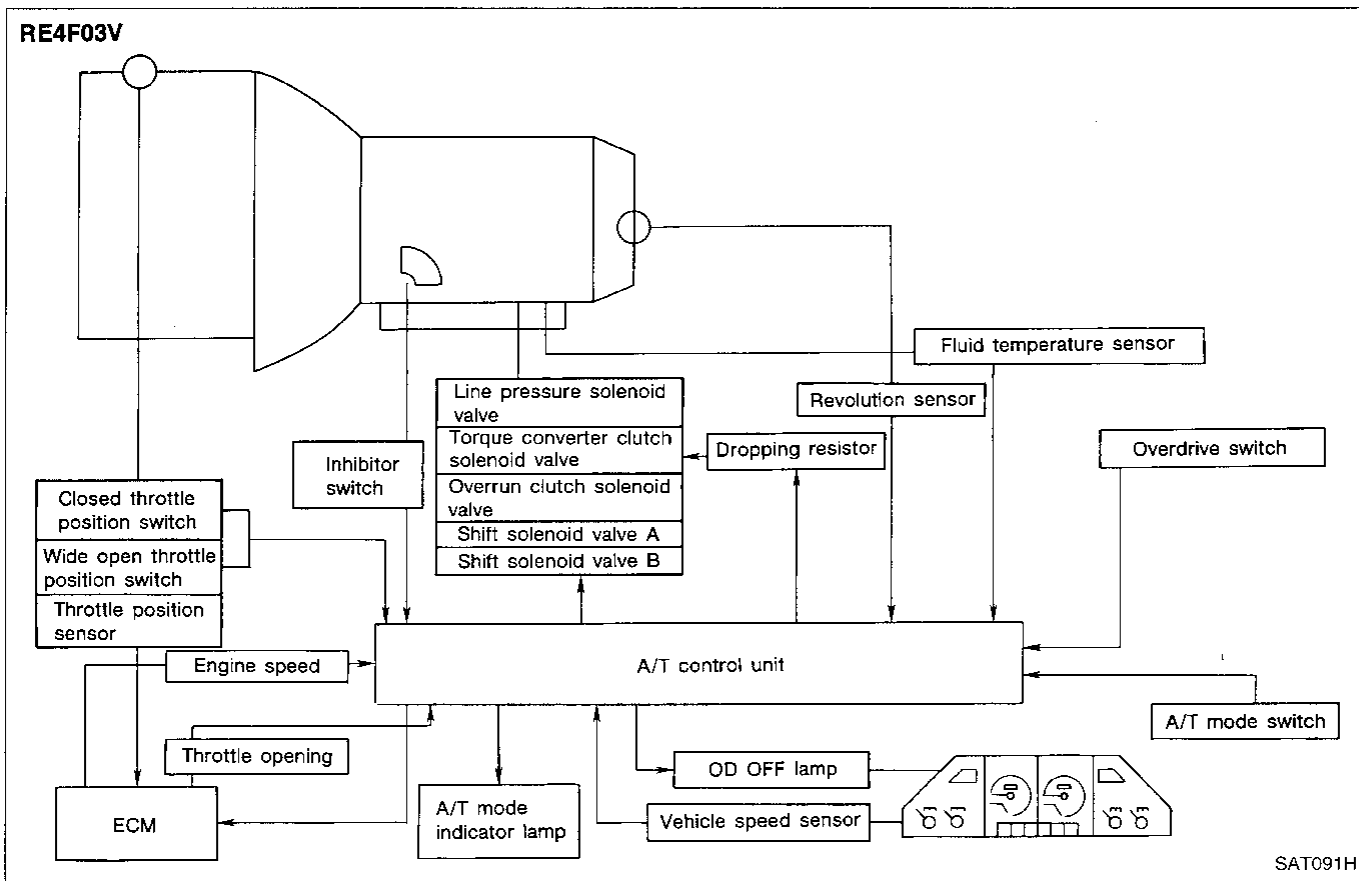 RE4F03V
Fluid temperature sensor
Line pressure solenoid
valve
Revolution sensor
Torque converter clutch
solenoid valve
Dropping resistor
Overdrive switch
Inhibitor
switch
Overrun clutch solenoid
valve
Closed throttle
position switch
Shift solenoid valve A
Shift solenoid valve B
Wide open throttle
position switch
Throttle position
sensor
Engine speed
A/T control unit
A/T mode switch
Throttle opening
OD OFF lamp
ECM
A/T mode
indicator lamp
Vehicle speed sensor
SAT091H